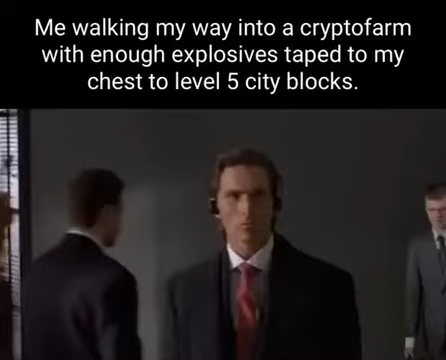 Me walking my way into a cryptofarm
with enough explosives taped to my
chest to level 5 city blocks.